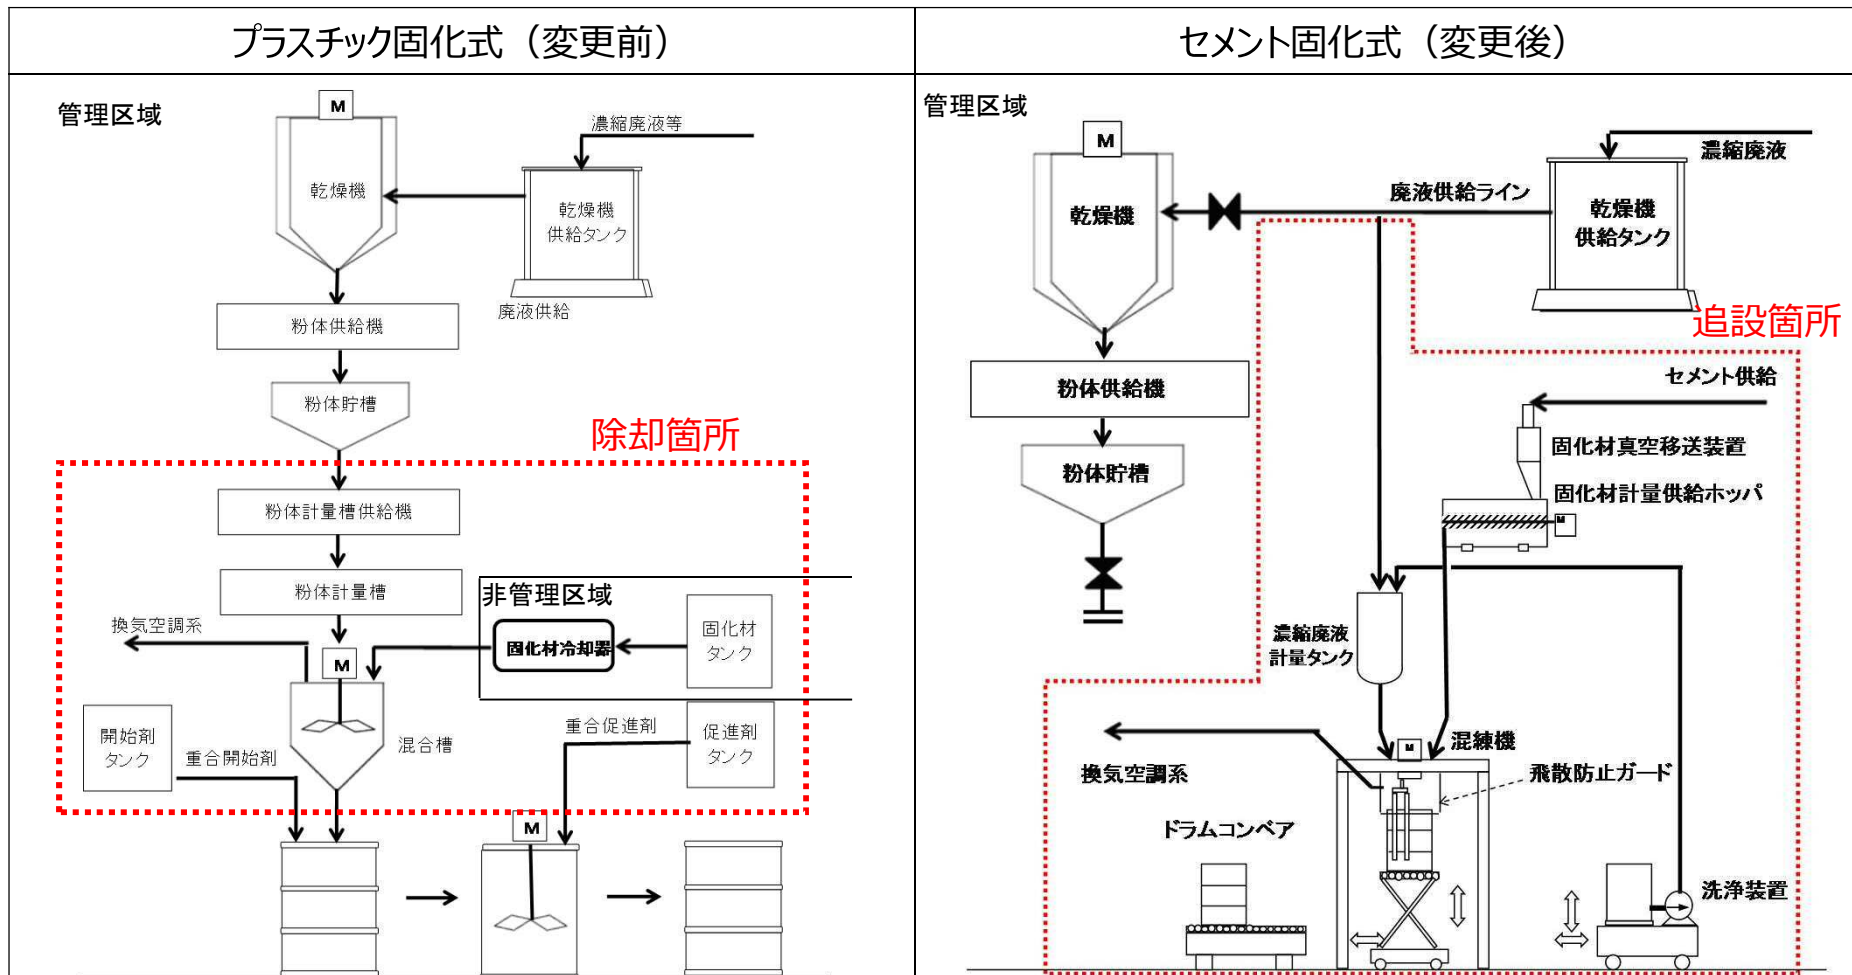 プラスチック固化式（変更前）
管理区域
M
濃縮廃液等
乾燥機
乾燥機
供給タンク
廃液供給
粉体供給機
粉体貯槽
除却箇所
粉体計量槽供給機
粉体計量槽
非管理区域
換気空調系
固化材冷却器
固化材
タンク
M
開始剤
タンク
重合開始剤
混合槽
重合促進剤
促進剤
タンク
M
セメント固化式（変更後）
管理区域
M
濃縮廃液
廃液供給ライン
乾燥機
乾燥機
供給タンク
追設箇所
セメント供給
粉体供給機
固化材真空移送装置
粉体貯槽
固化材計量供給ホッパ
M
濃縮廃液
計量タンク
混練機
M
換気空調系
飛散防止ガード
ドラムコンベア
洗浄装置